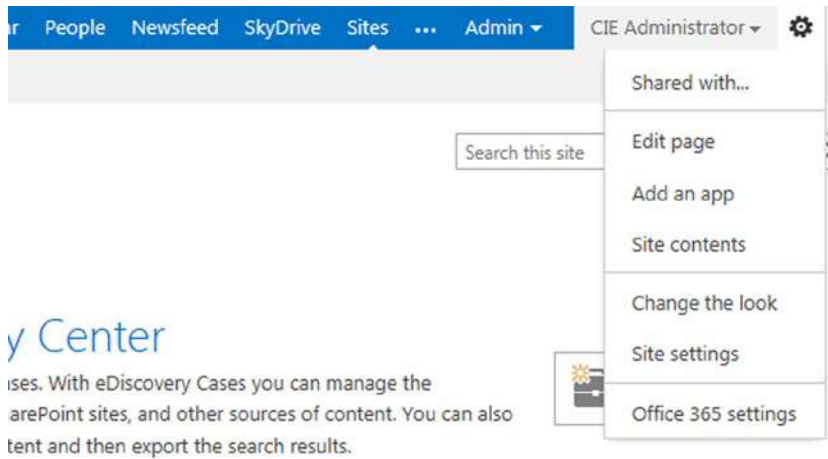 People Newsfeed SkyDrive Sites ... Admin CIE Administrator
Shared with...
Search this site
Edit page
Add an app
Site contents
Change the look
Site settings
Office 365 settings
y Center
ses. With eDiscovery Cases you can manage the
arePoint sites, and other sources of content. You can also
tent and then export the search results.